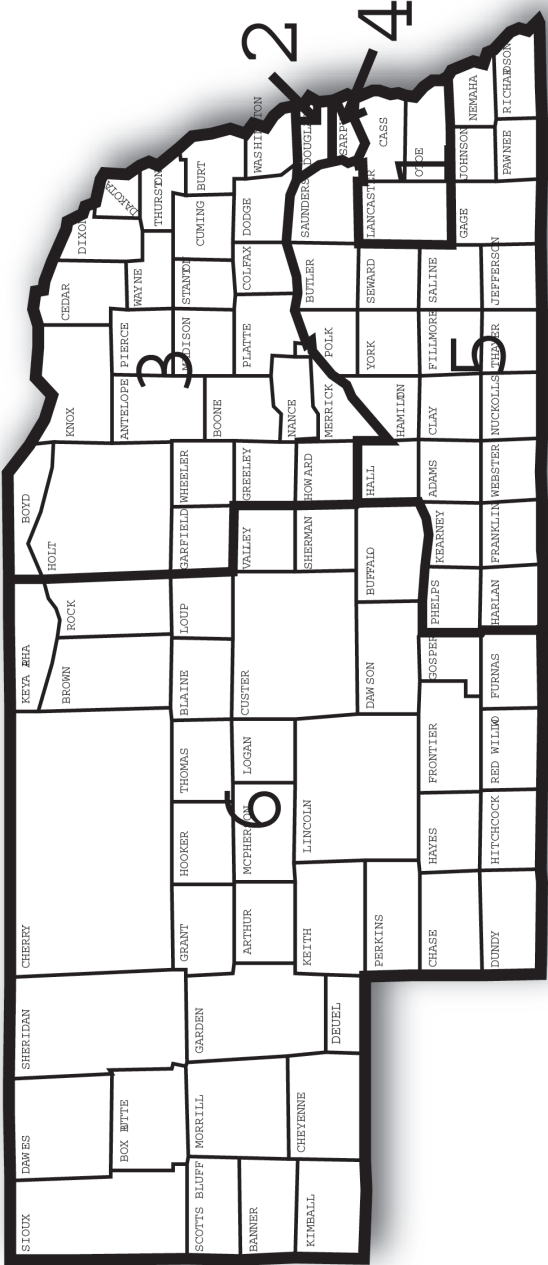 SIOUX
DAWES
SHERIDAN
CHERRY
KEYA PAHA
BOYD
HOLT
KNOX
CEDAR
DIXON
DAKOTA
BROWN
ROCK
BOX BUTTE
ANTELOPE
PIERCE
WAYNE
THURSTON
3
SCOTTS BLUFF
MORRILL
GARDEN
GRANT
HOOKER
THOMAS
BLAINE
LOUP
GARFIELD
WHEELER
BOONE
MADISON
STANTON
CUMING
BURT
BANNER
ARTHUR
MCPHERSON
LOGAN
CUSTER
VALLEY
GREELEY
NANCE
PLATTE
COLFAX
DODGE
WASHINGTON
2
6
KIMBALL
CHEYENNE
DEUEL
KEITH
LINCOLN
SHERMAN
HOWARD
MERRICK
POLK
BUTLER
SAUNDERS
DOUGLAS
SARPY
4
PERKINS
DAWSON
BUFFALO
HALL
HAMILTON
YORK
SEWARD
LANCASTER
CASS
OTOE
CHASE
HAYES
FRONTIER
GOSPER
PHELPS
KEARNEY
ADAMS
CLAY
FILLMORE
SALINE
GAGE
JOHNSON
NEMAHA
5
DUNDY
HITCHCOCK
RED WILLOW
FURNAS
HARLAN
FRANKLIN
WEBSTER
NUCKOLLS
THAYER
JEFFERSON
PAWNEE
RICHARDSON